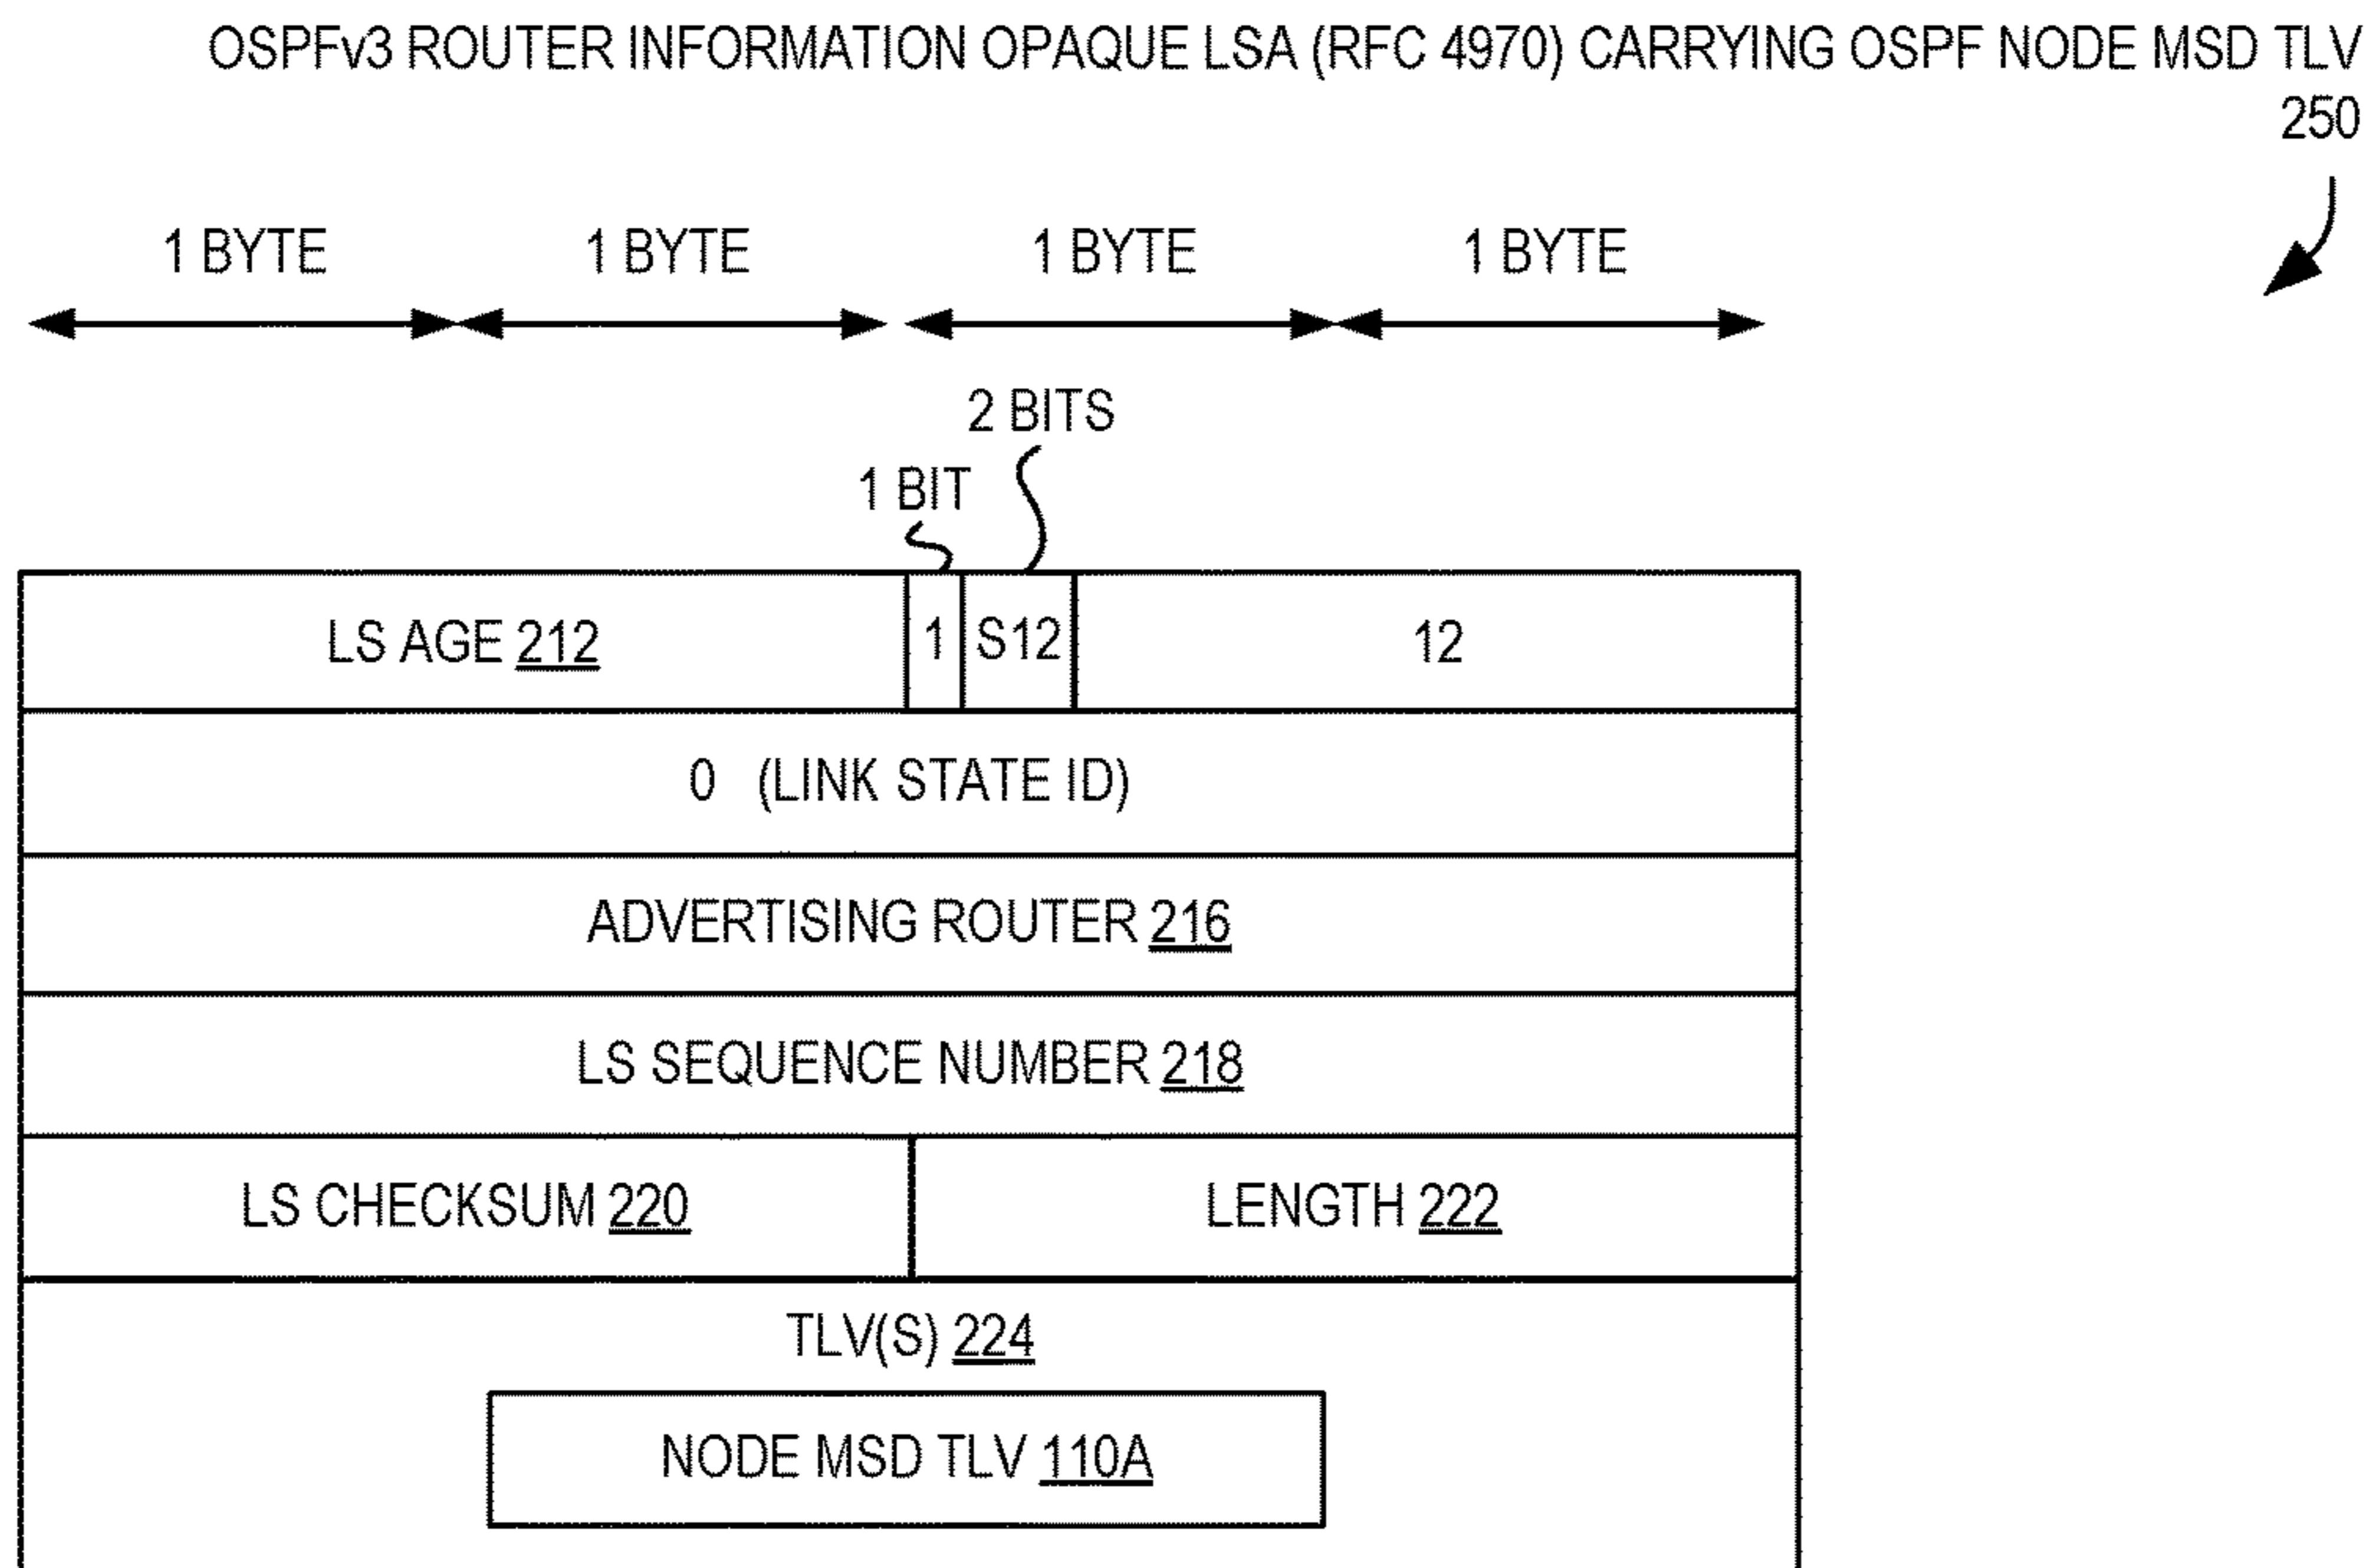 OSPFv3 ROUTER INFORMATION OPAQUE LSA (RFC 4970) CARRYING OSPF NODE MSD TLV
250
1 BYTE 1 BYTE 1 BYTE 1 BYTE
2 BITS
1 BIT
LS AGE 212 1 S12 12
0 (LINK STATE ID)
ADVERTISING ROUTER 216
LS SEQUENCE NUMBER 218
LS CHECKSUM 220 LENGTH 222
TLV(S) 224
NODE MSD TLV 110A